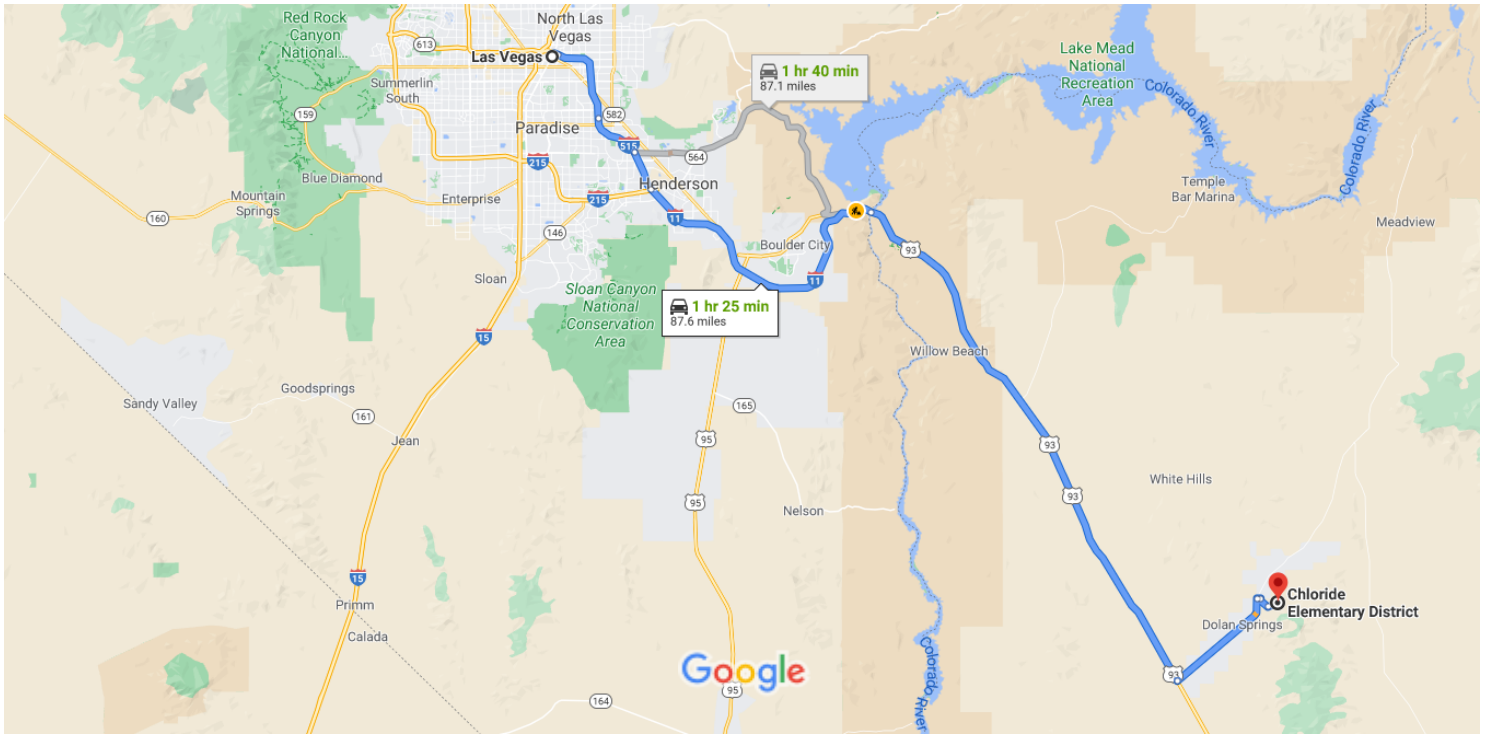 Red Rock
Canyon
National...
North Las
Vegas
613
Las Vegas
1 hr 40 min
87.1 miles
Lake Mead
National
Recreation
Area
Colorado River
Colorado River
Summerlin
South
159
582
Paradise
515
215
564
Blue Diamond
Henderson
Mountain
Springs
Enterprise
215
Temple
Bar Marina
160
11
Meadview
146
Boulder City
93
Sloan
11
Sloan Canyon
National
Conservation
Area
1 hr 25 min
87.6 miles
15
Willow Beach
Goodsprings
Sandy Valley
161
165
Jean
95
93
White Hills
93
95
Nelson
15
Chloride
Elementary District
Primm
Dolan Springs
Calada
Google
Colorado River
93
95
164